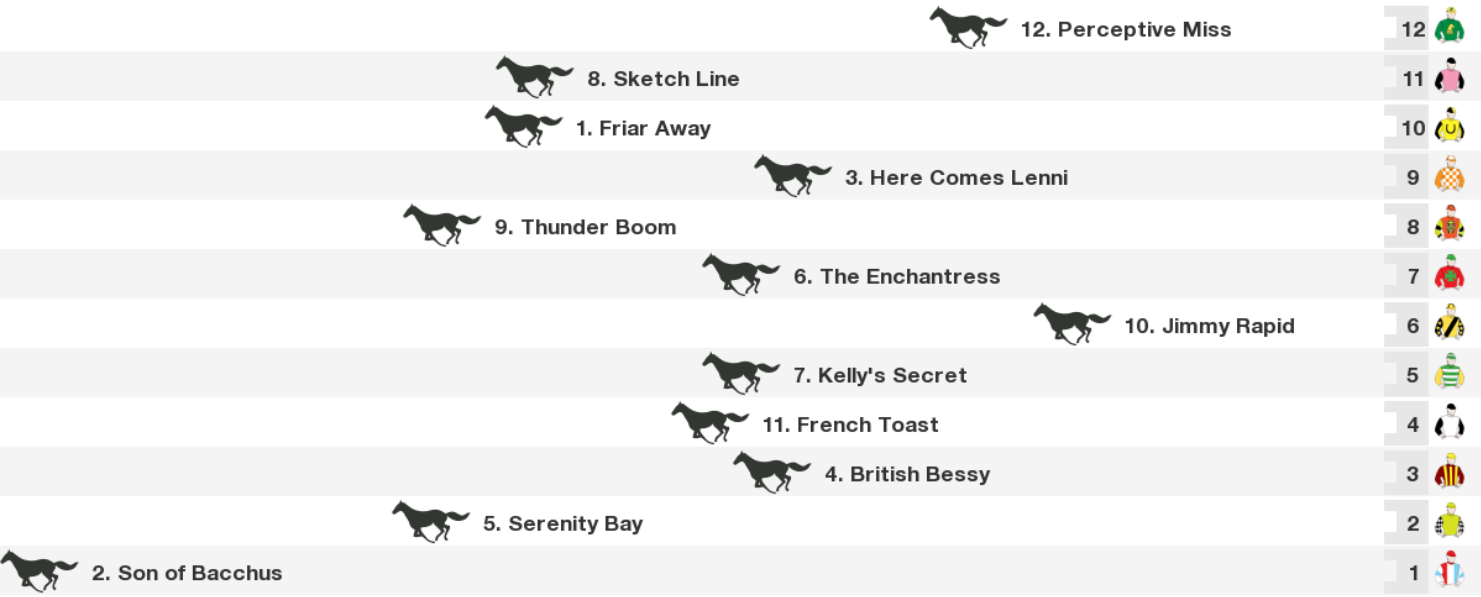 12. Perceptive Miss 12
8. Sketch Line 11
1. Friar Away 10
3. Here Comes Lenni 9
9. Thunder Boom 8
6. The Enchantress 7
10. Jimmy Rapid 6
7. Kelly's Secret 5
11. French Toast 4
4. British Bessy 3
5. Serenity Bay 2
2. Son of Bacchus 1